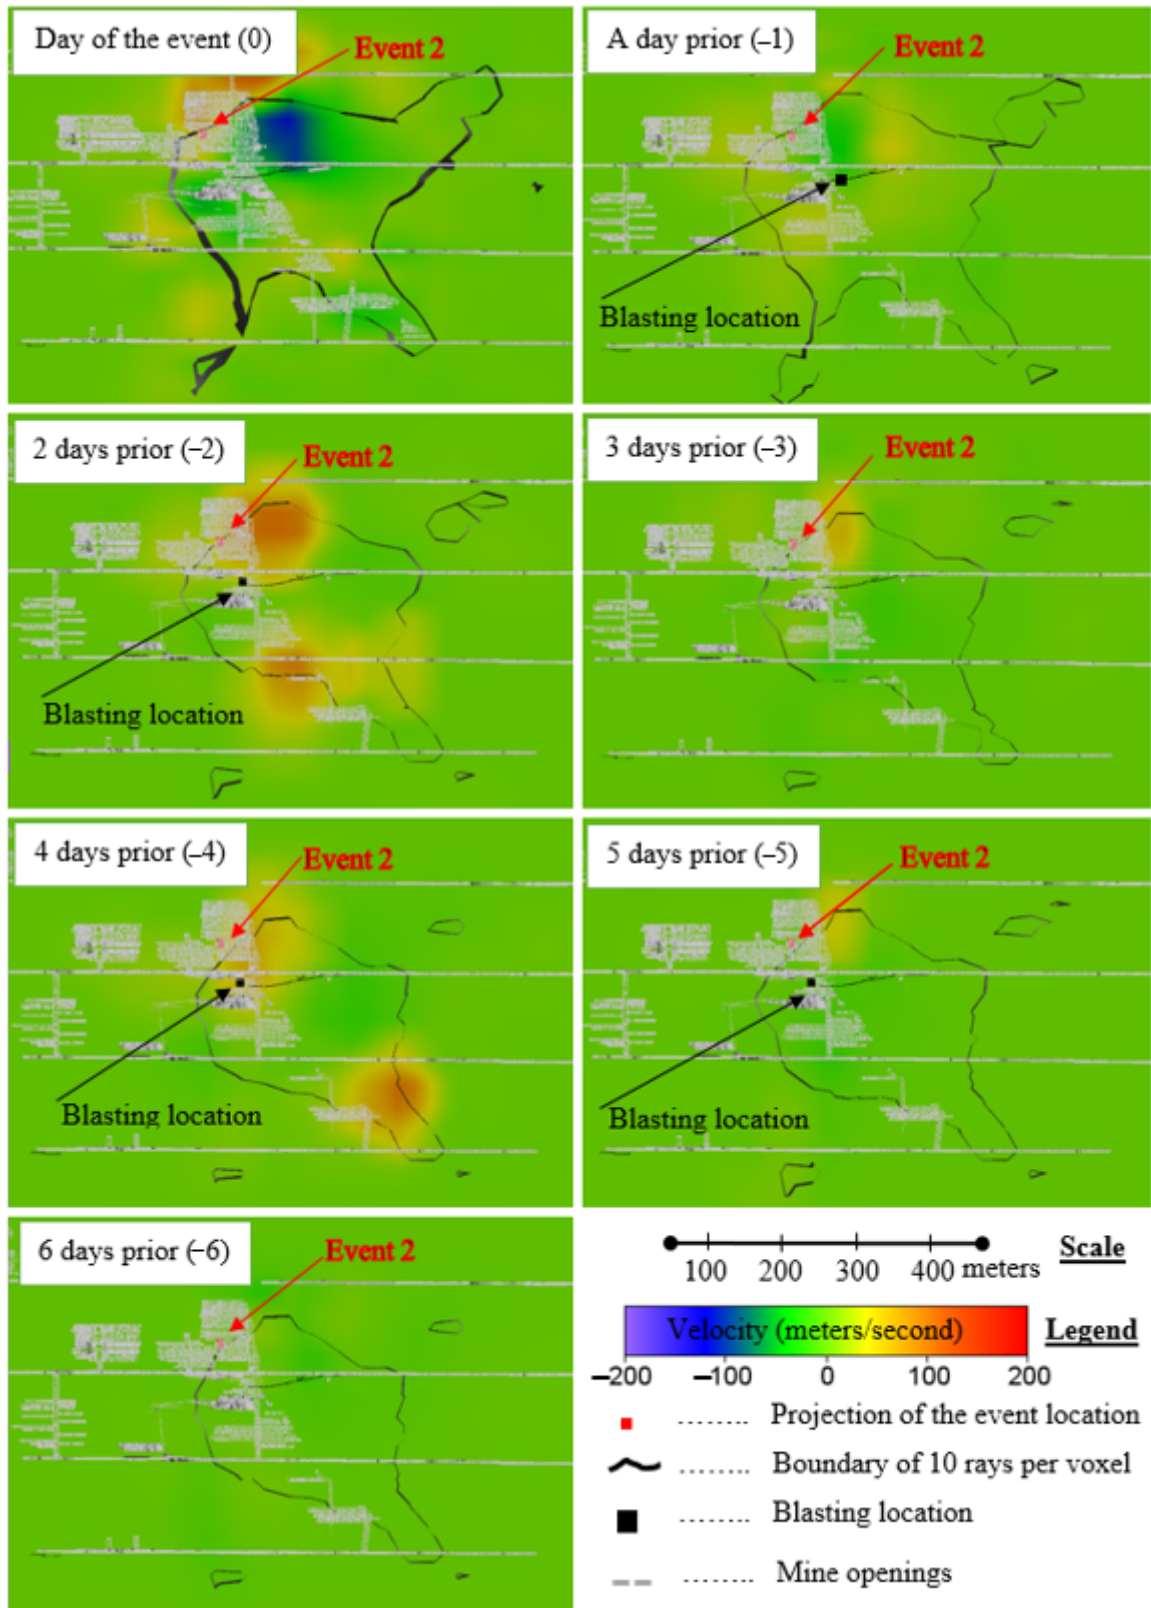 Day of the event (0)
Event 2
A day prior (–1)
Event 2
Blasting location
2 days prior (–2)
Event 2
Blasting location
3 days prior (–3)
Event 2
4 days prior (–4)
Event 2
Blasting location
5 days prior (–5)
Event 2
Blasting location
6 days prior (–6)
Event 2
100 200 300 400 meters Scale
Velocity (meters/second) Legend
–200 –100 0 100 200
Projection of the event location
Boundary of 10 rays per voxel
Blasting location
Mine openings